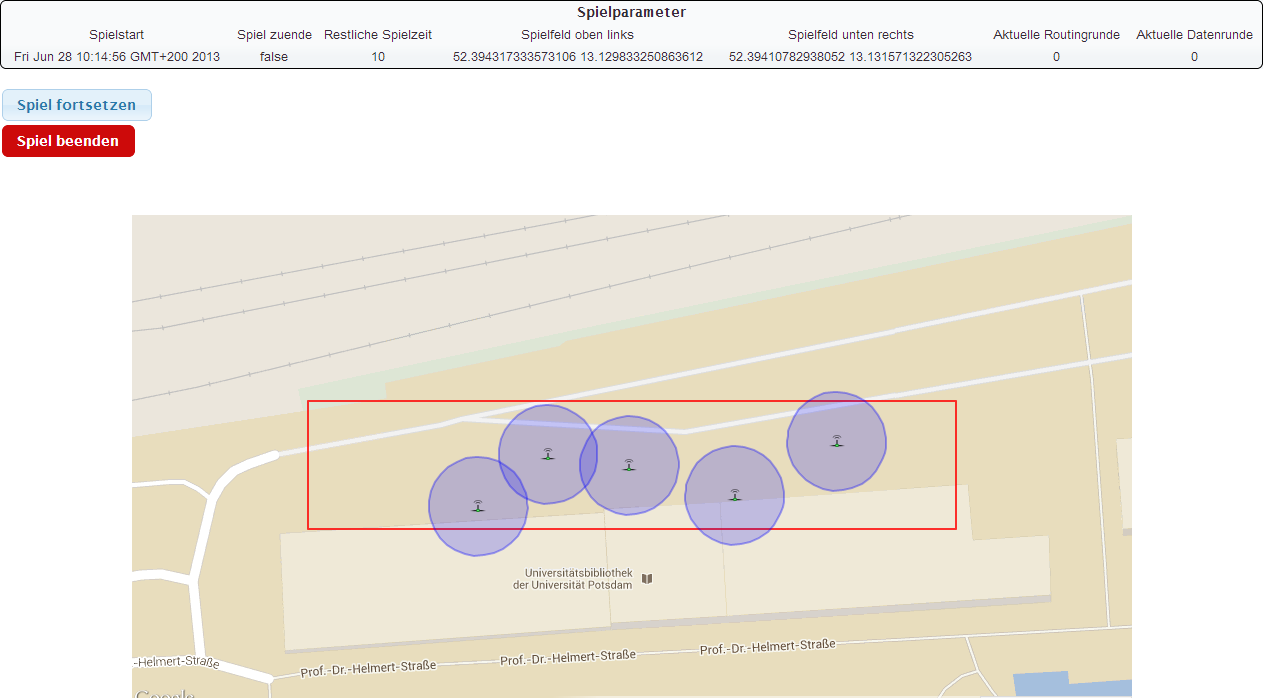 Spielparameter
Spielstart Spiel zuende Restliche Spielzeit Spielfeld oben links Spielfeld unten rechts Aktuelle Routingrunde Aktuelle Datenrunde
Fri Jun 28 10:14:56 GMT+200 2013 false 10 52.394317333573106 13.129833250863612 52.39410782938052 13.131571322305263 0 0
Spiel fortsetzen
Spiel beenden
Universitätsbibliothek
der Universität Potsdam
-Helmert-Straße
Prof.-Dr.-Helmert-Straße
Prof.-Dr.-Helmert-Straße
Prof.-Dr.-Helmert-Straße
Google